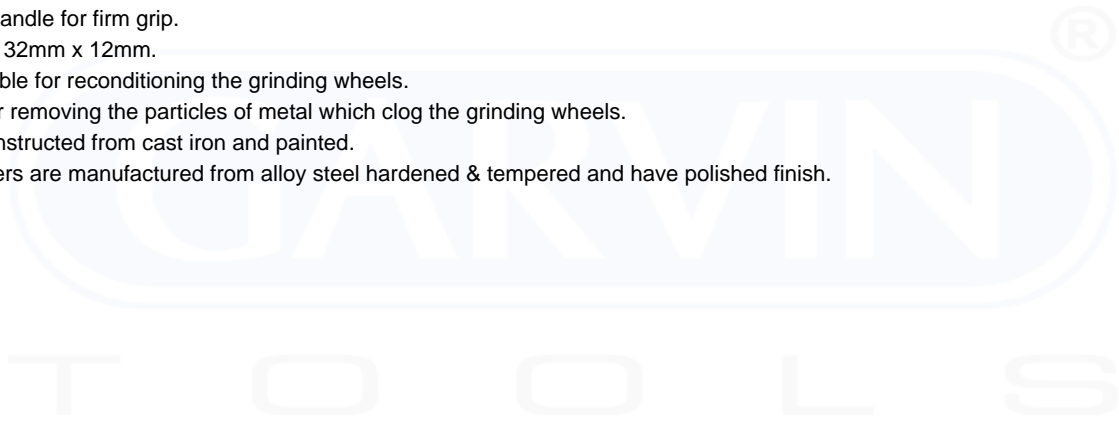 andle for firm grip.
32mm x 12mm.
ble for reconditioning the grinding wheels.
r removing the particles of metal which clog the grinding wheels.
nstructed from cast iron and painted.
ers are manufactured from alloy steel hardened & tempered and have polished finish.
GARVIN ®
TOOLS